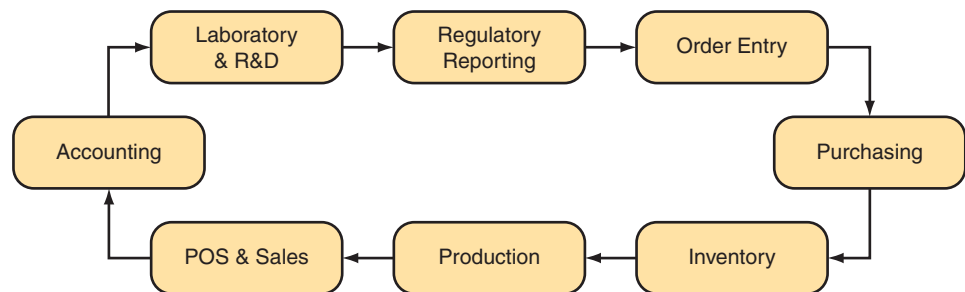 Laboratory
& R&D
Regulatory
Reporting
Order Entry
Accounting
Purchasing
POS & Sales
Production
Inventory